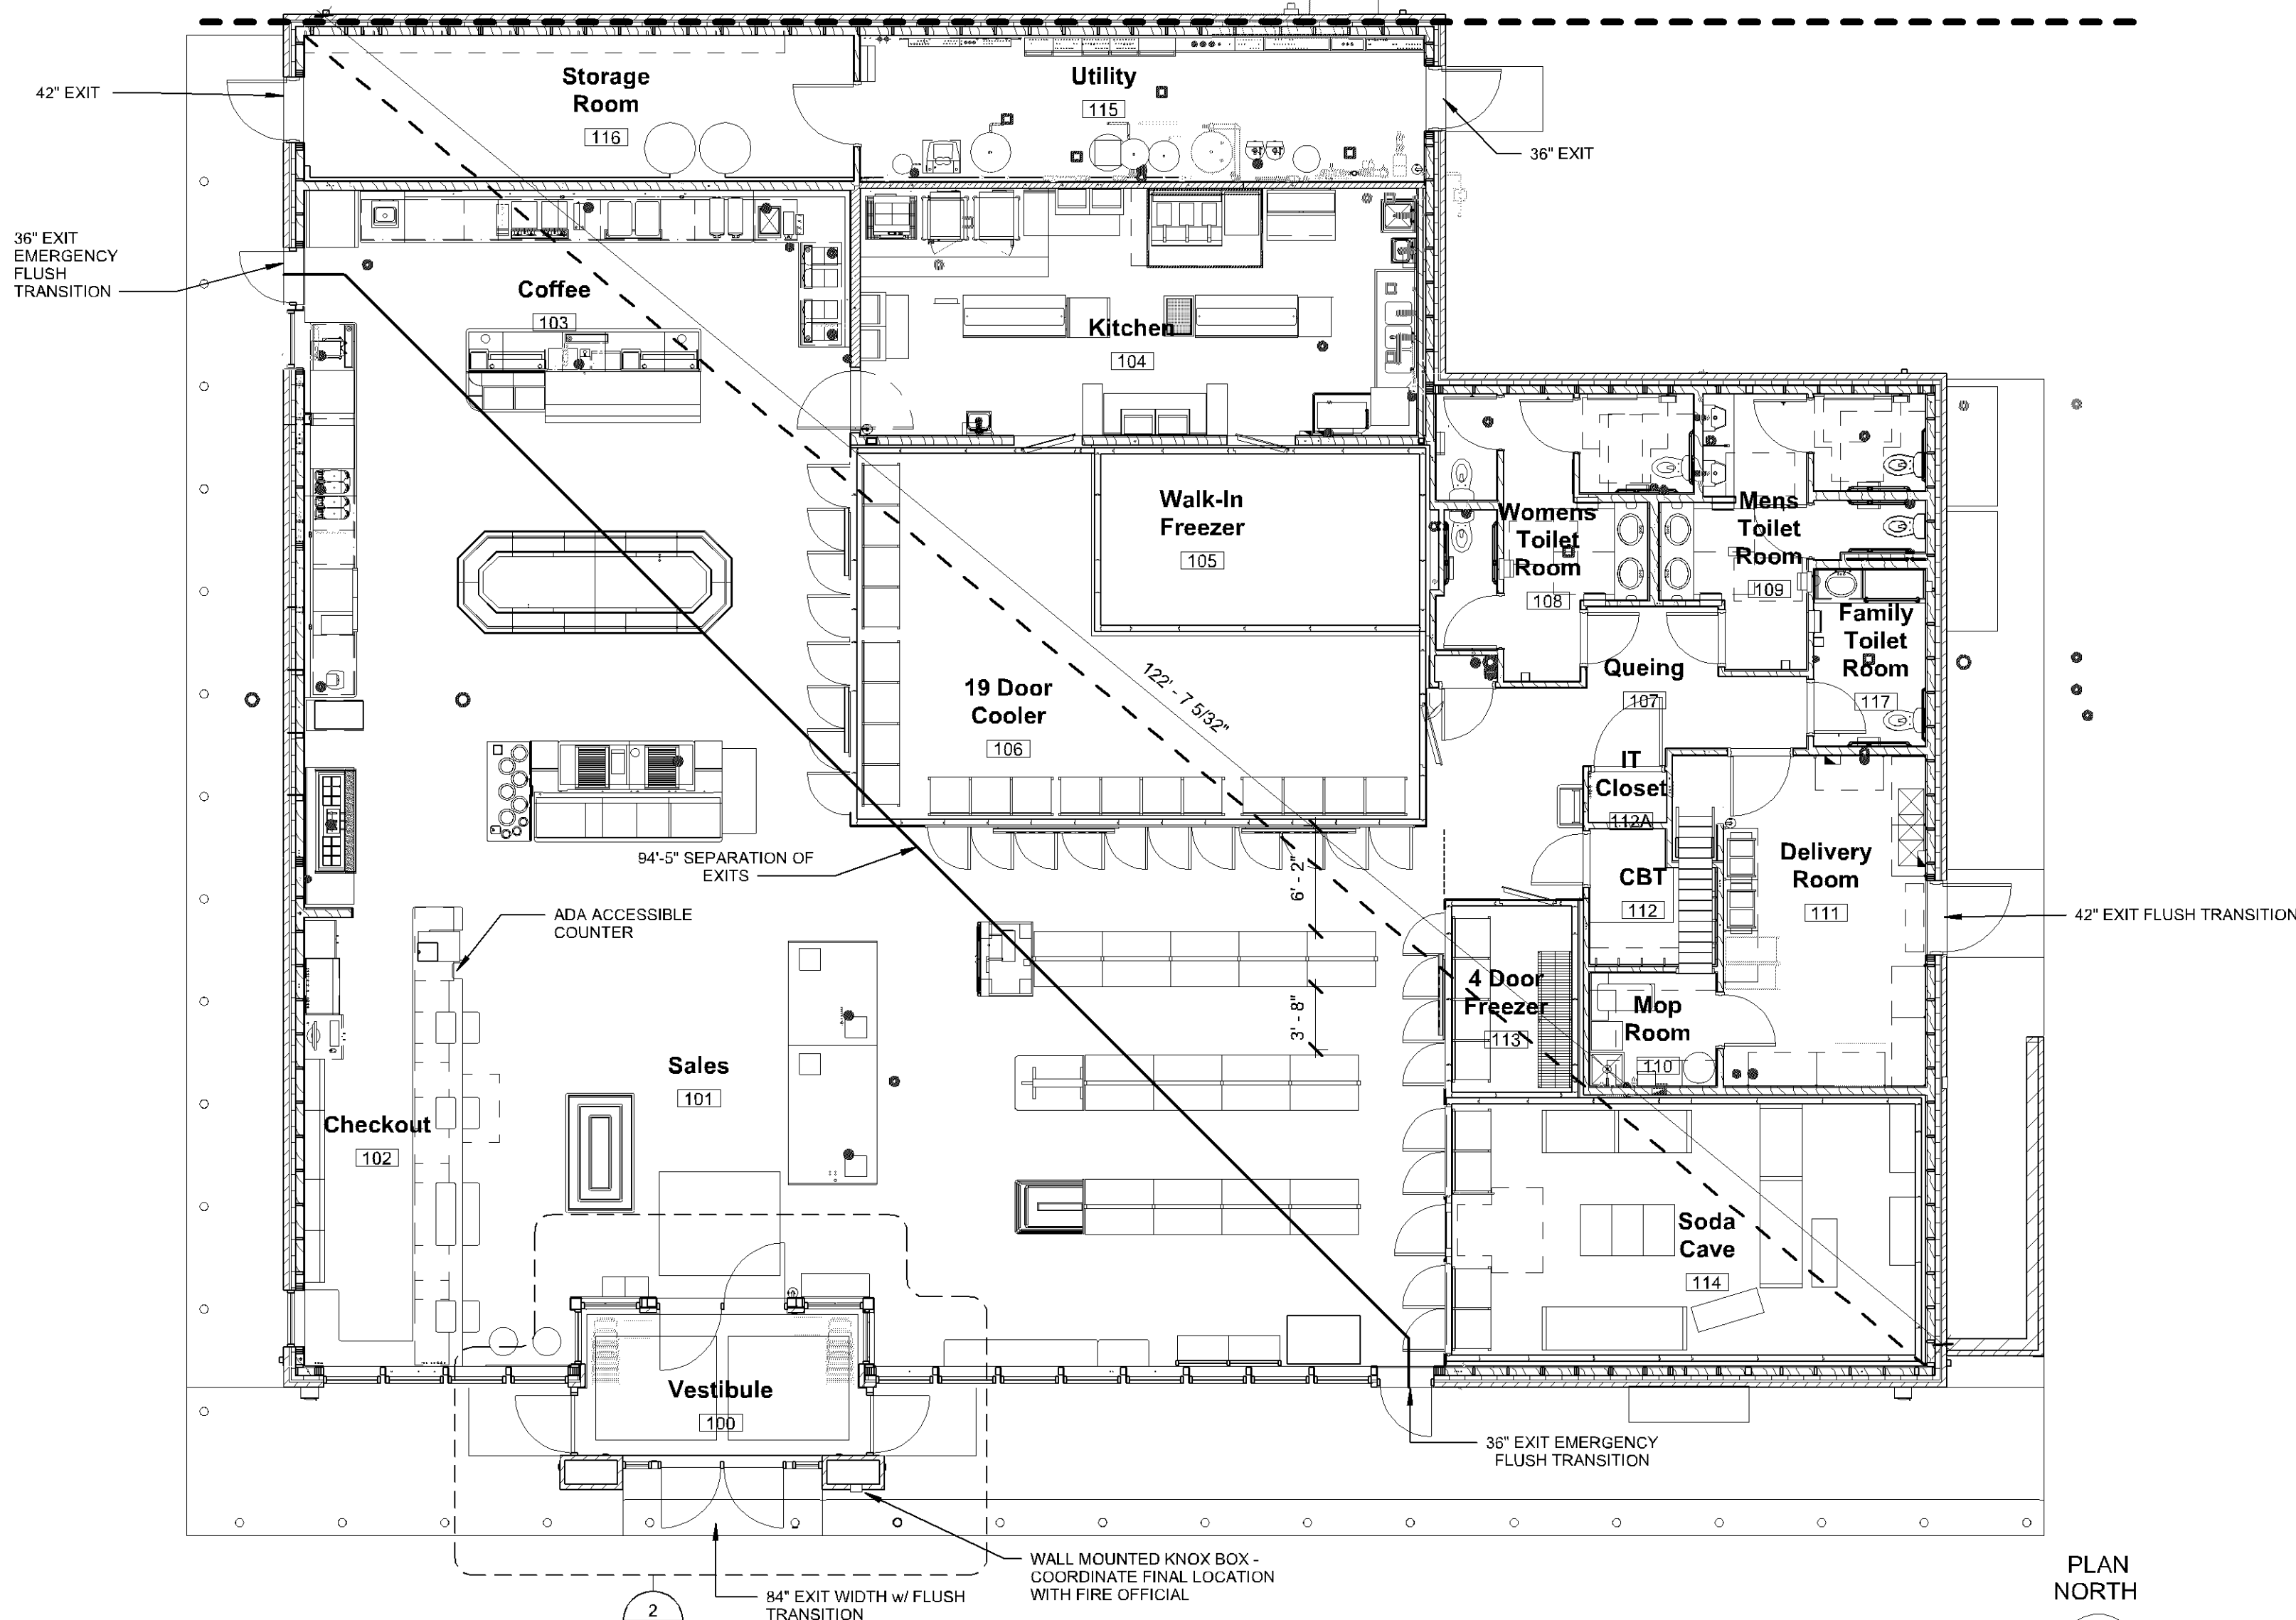 42" EXIT
Storage
Room
116
Utility
115
36" EXIT
36" EXIT
EMERGENCY
FLUSH
TRANSITION
Coffee
103
Kitchen
104
Walk-In
Freezer
105
Womens
Toilet
Room
108
Mens
Toilet
Room
109
Family
Toilet
Room
117
Queing
107
19 Door
Cooler
106
122' - 7 5/32"
IT
Closet
112A
94'-5" SEPARATION OF
EXITS
6' - 2"
CBT
112
Delivery
Room
111
42" EXIT FLUSH TRANSITION
ADA ACCESSIBLE
COUNTER
4 Door
Freezer
113
3' - 8"
Mop
Room
110
Sales
101
Checkout
102
Soda
Cave
114
Vestibule
100
36" EXIT EMERGENCY
FLUSH TRANSITION
WALL MOUNTED KNOX BOX -
COORDINATE FINAL LOCATION
WITH FIRE OFFICIAL
84" EXIT WIDTH w/ FLUSH
TRANSITION
2
PLAN
NORTH